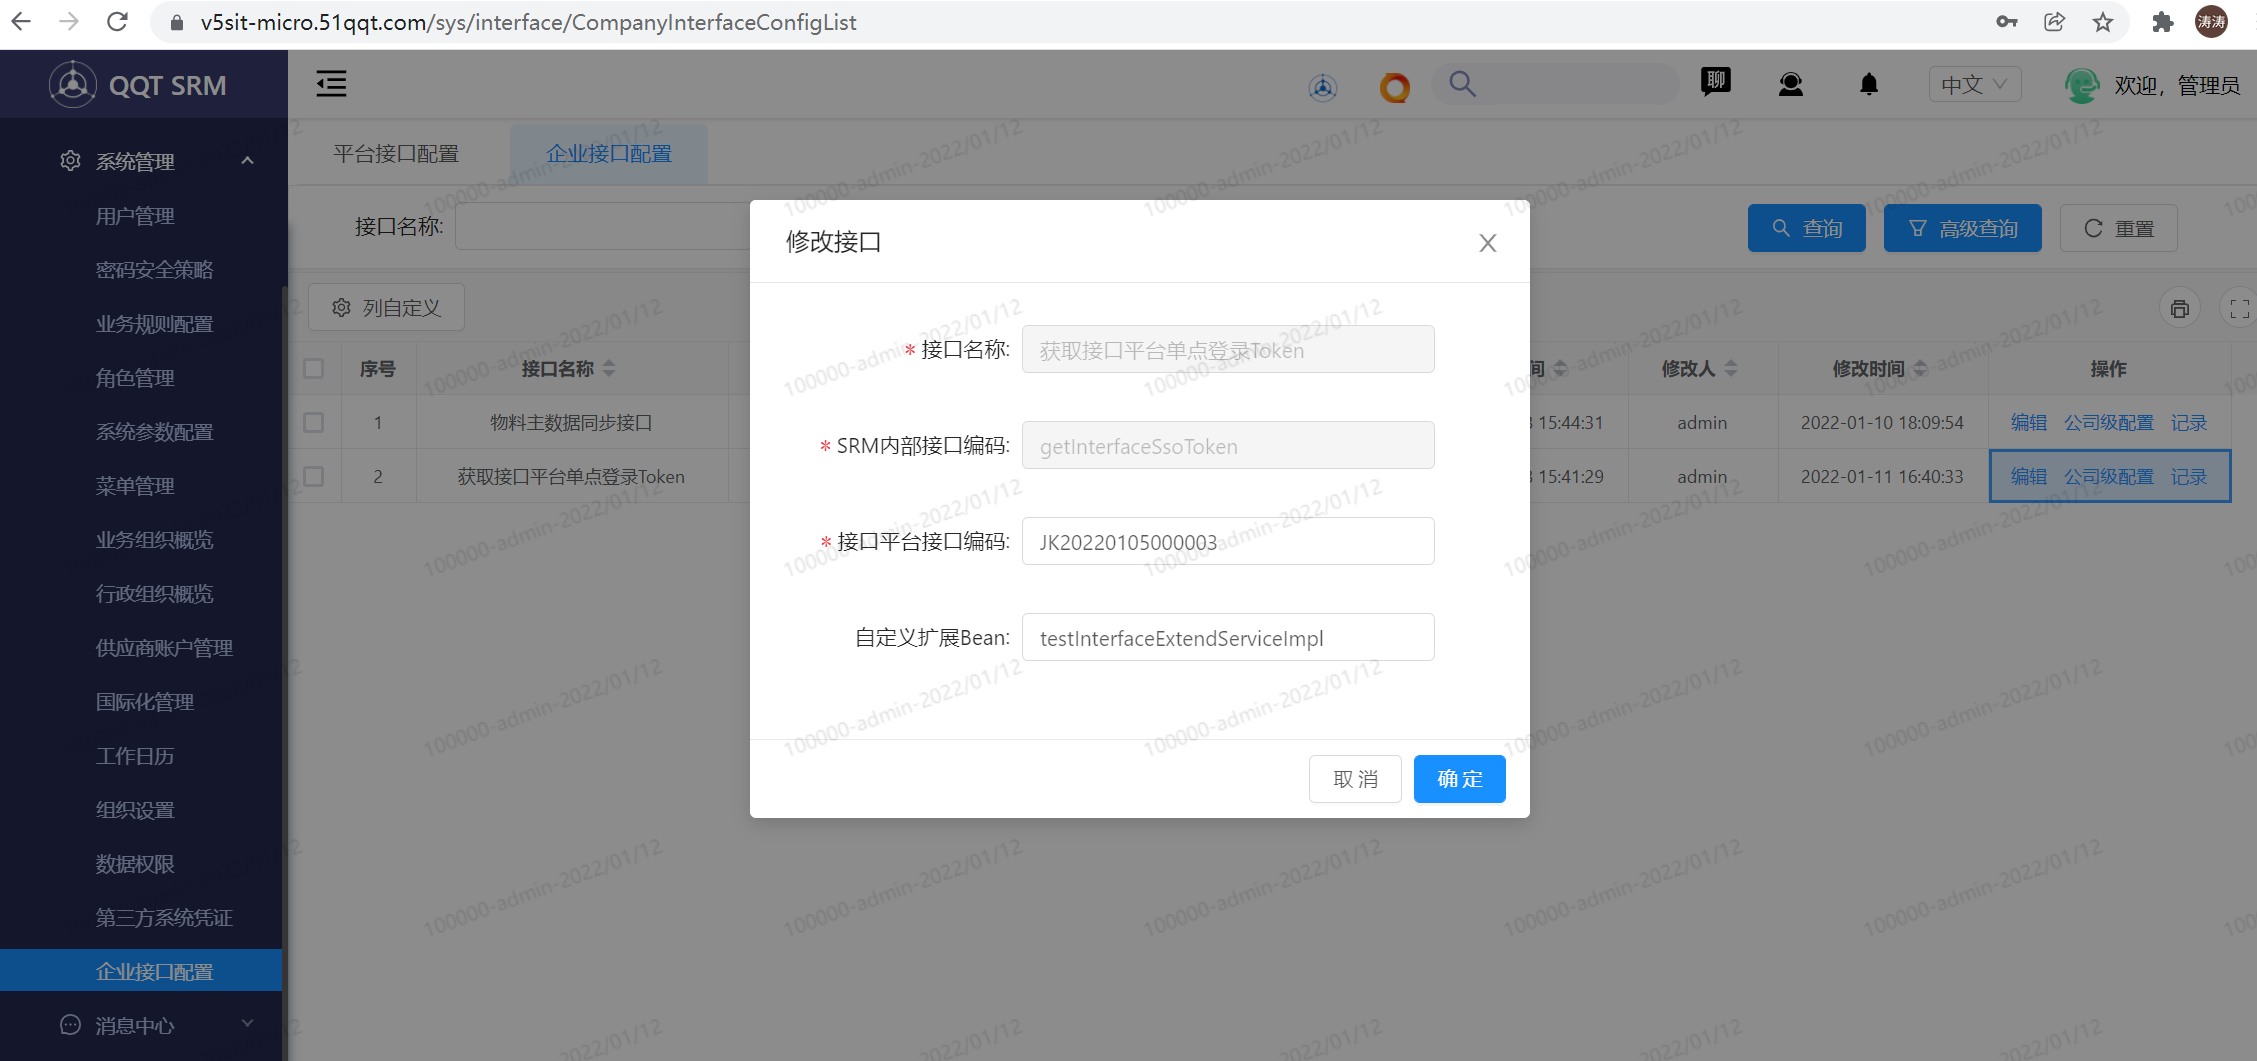 v5sit-micro.51qqt.com/sys/interface/CompanyInterfaceConfigList
涛涛
QQT SRM
聊
中文
欢迎，管理员
系统管理
用户管理
密码安全策略
业务规则配置
角色管理
系统参数配置
菜单管理
业务组织概览
行政组织概览
供应商账户管理
国际化管理
工作日历
组织设置
数据权限
第三方系统凭证
企业接口配置
消息中心
平台接口配置
企业接口配置
接口名称:
查询
高级查询
重置
列自定义
序号
接口名称
间
修改人
修改时间
操作
1
物料主数据同步接口
15:44:31
admin
2022-01-10 18:09:54
编辑 公司级配置 记录
2
获取接口平台单点登录Token
15:41:29
admin
2022-01-11 16:40:33
编辑 公司级配置 记录
修改接口
* 接口名称:
获取接口平台单点登录Token
* SRM内部接口编码:
getInterfaceSsoToken
* 接口平台接口编码:
JK20220105000003
自定义扩展Bean:
testInterfaceExtendServiceImpl
取 消
确 定
100000-admin-2022/01/12